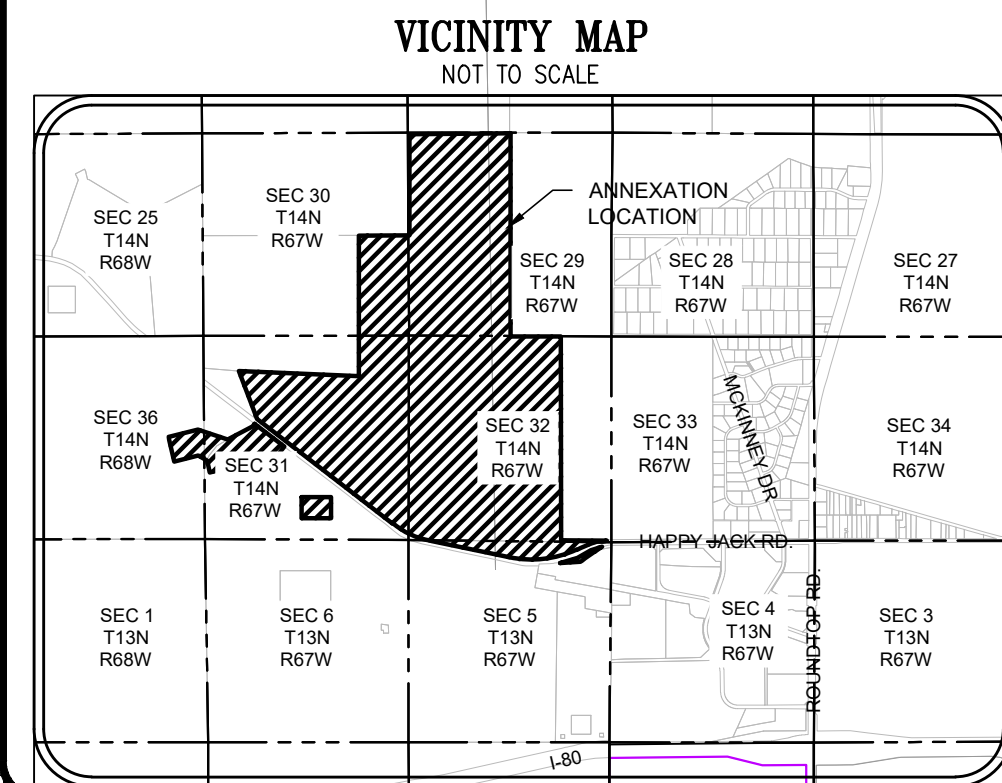 VICINITY MAP
NOT TO SCALE
ANNEXATION
LOCATION
SEC 25
T14N
R68W
SEC 30
T14N
R67W
SEC 29
T14N
R67W
SEC 28
T14N
R67W
SEC 27
T14N
R67W
SEC 36
T14N
R68W
SEC 31
T14N
R67W
SEC 32
T14N
R67W
SEC 33
T14N
R67W
MCKINNEY DR
SEC 34
T14N
R67W
HAPPY JACK RD.
SEC 1
T13N
R68W
SEC 6
T13N
R67W
SEC 5
T13N
R67W
SEC 4
T13N
R67W
ROUNDTOP RD.
SEC 3
T13N
R67W
I-80